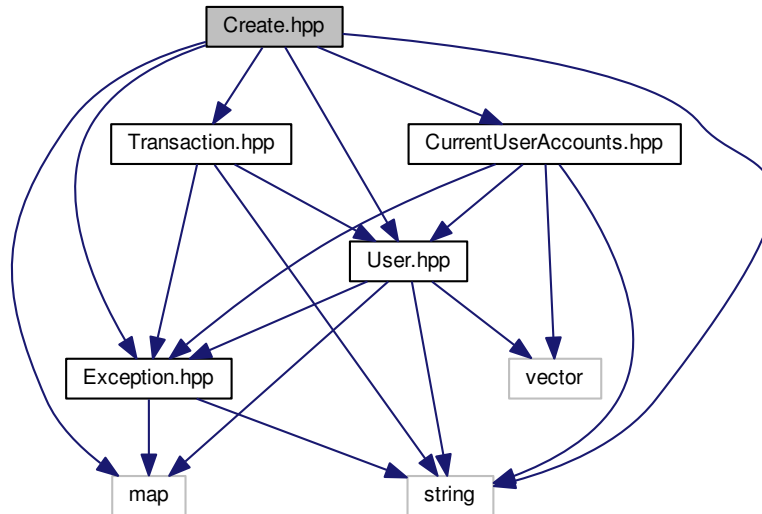 Create.hpp
Transaction.hpp
CurrentUserAccounts.hpp
User.hpp
Exception.hpp
vector
map
string